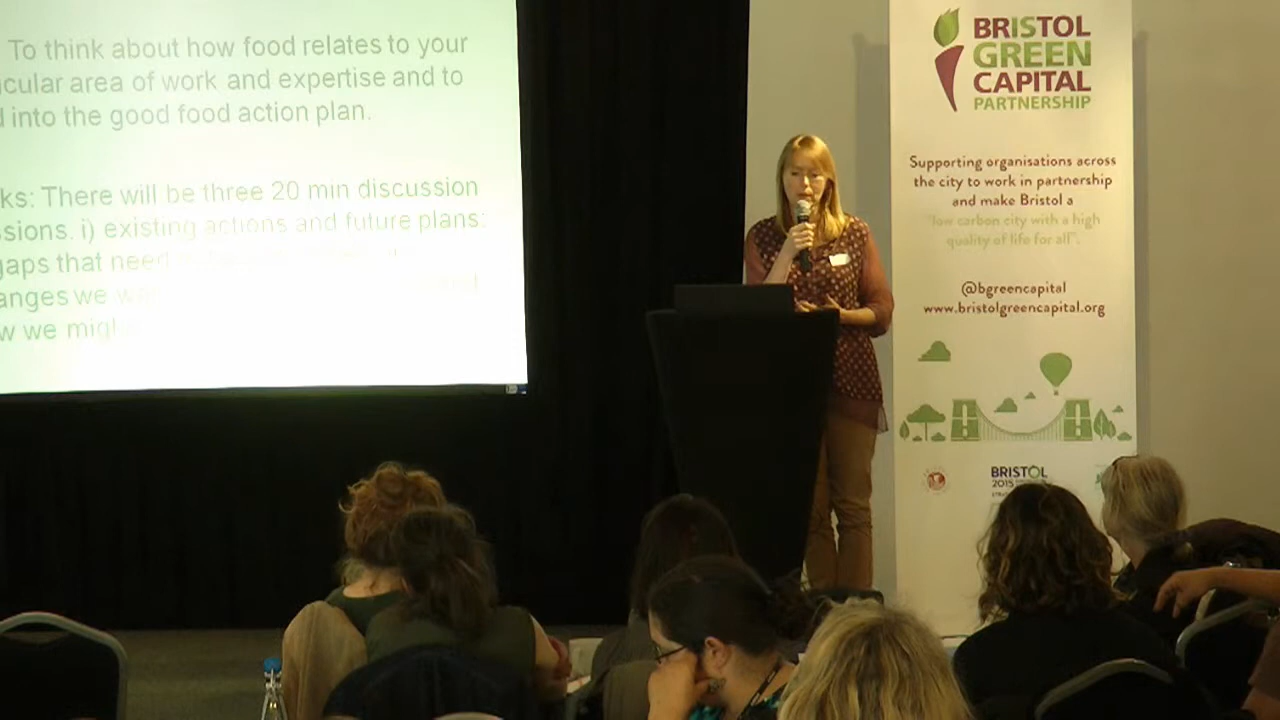 To think about how food relates to your
cular area of work and expertise and to
into the good food action plan.
ks: There will be three 20 min discussion
sions. i) existing actions and future plans:
gaps that need
anges we
w we
BRISTOL
GREEN
CAPITAL
PARTNERSHIP
Supporting organisations across
the city to work in partnership
and make Bristol a
"low carbon city with a high
quality of life for all".
@bgreencapital
www.bristolgreencapital.org
BRISTOL
2015